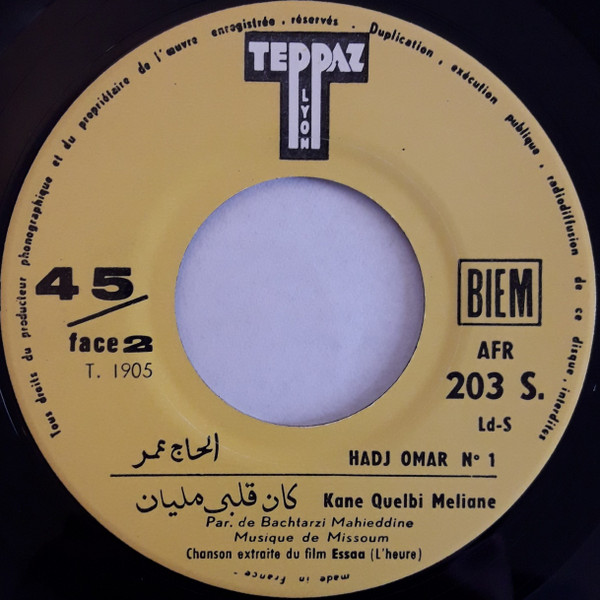 Tous droits du producteur phonographique et du propriétaire de l'œuvre enregistrée, réservés. Duplication, exécution publique, radiodiffusion de ce disque, interdites
TEPPAZ
LYON
45
face 2
T. 1905
BIEM
AFR
203 S.
Ld-S
الحاج عمر HADJ OMAR N° 1
كان قلبي مليان Kane Quelbi Meliane
Par. de Bachtarzi Mahieddine
Musique de Missoum
Chanson extraite du film Essaa (L'heure)
- made in France -